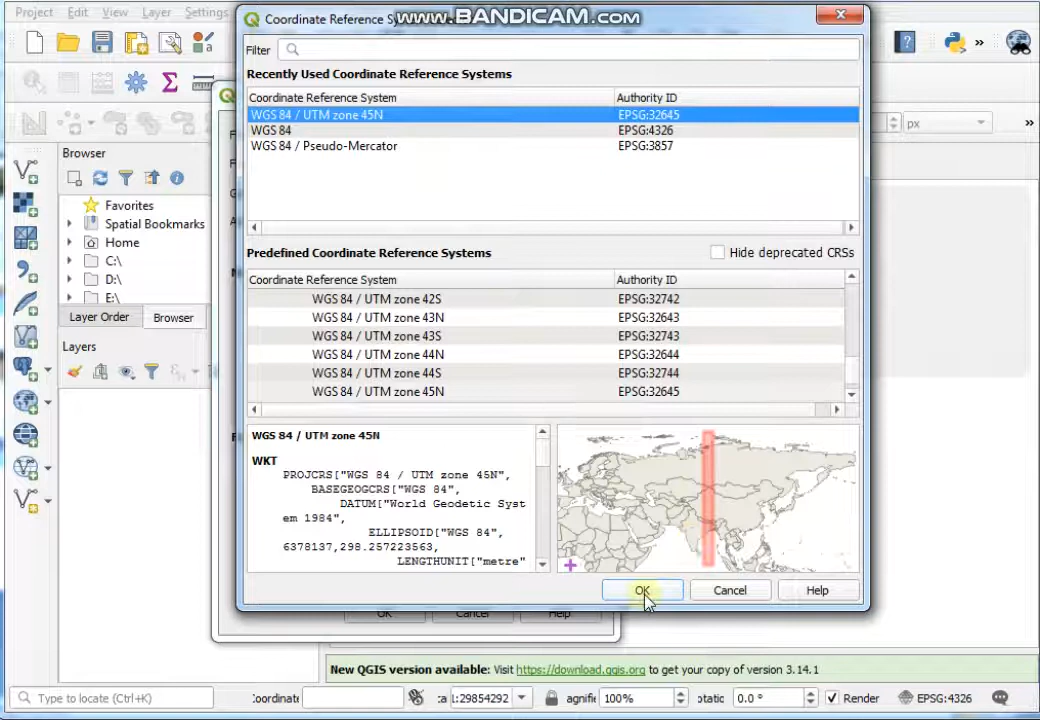 Project Edit View Layer Settings
Coordinate Reference Sy
www.BANDICAM.com
Filter
Recently Used Coordinate Reference Systems
Coordinate Reference System Authority ID
WGS 84 / UTM zone 45N EPSG:32645
WGS 84 EPSG:4326
WGS 84 / Pseudo-Mercator EPSG:3857
px
Browser
Favorites
Spatial Bookmarks
Home
C:\
D:\
E:\
Layer Order Browser
Layers
Predefined Coordinate Reference Systems Hide deprecated CRSs
Coordinate Reference System Authority ID
WGS 84 / UTM zone 42S EPSG:32742
WGS 84 / UTM zone 43N EPSG:32643
WGS 84 / UTM zone 43S EPSG:32743
WGS 84 / UTM zone 44N EPSG:32644
WGS 84 / UTM zone 44S EPSG:32744
WGS 84 / UTM zone 45N EPSG:32645
WGS 84 / UTM zone 45N
WKT
PROJCRS["WGS 84 / UTM zone 45N",
BASEGEOGCRS["WGS 84",
DATUM["World Geodetic Syst
em 1984",
ELLIPSOID["WGS 84",
6378137,298.257223563,
LENGTHUNIT["metre"
OK Cancel Help
OK Cancel Help
New QGIS version available: Visit https://download.qgis.org to get your copy of version 3.14.1
Type to locate (Ctrl+K) Coordinate :a 1:29854292 agnifie 100% otatic 0.0 ° Render EPSG:4326